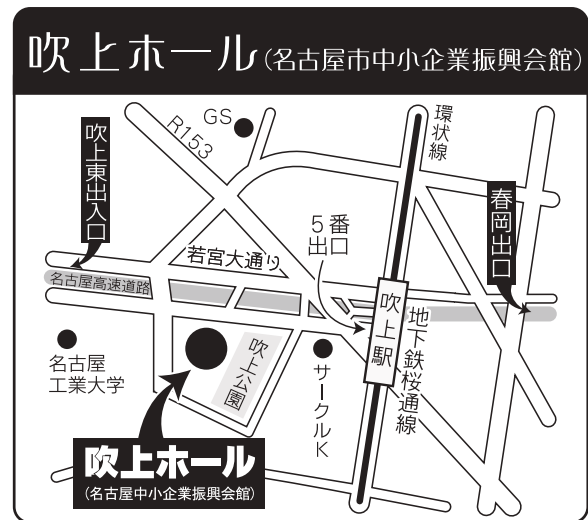 吹上ホール(名古屋市中小企業振興会館)
GS
R153
環状線
吹上東出入口
春岡出口
5番
出口
若宮大通り
名古屋高速道路
吹上駅
地下鉄桜通線
名古屋
工業大学
吹上公園
サークルK
吹上ホール
(名古屋中小企業振興会館)